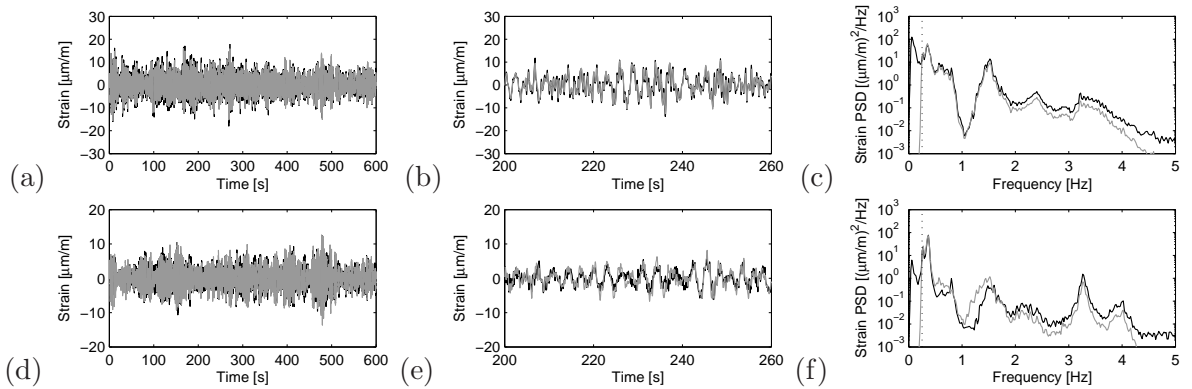 30
20
10
0
−10
−20
−30
0 100 200 300 400 500 600
Strain [µm/m]
Time [s]
(a)
30
20
10
0
−10
−20
−30
200 220 240 260
Strain [µm/m]
Time [s]
(b)
10³
10²
10¹
10⁰
10⁻¹
10⁻²
10⁻³
0 1 2 3 4 5
Strain PSD [(µm/m)²/Hz]
Frequency [Hz]
(c)
20
10
0
−10
−20
0 100 200 300 400 500 600
Strain [µm/m]
Time [s]
(d)
20
10
0
−10
−20
200 220 240 260
Strain [µm/m]
Time [s]
(e)
10³
10²
10¹
10⁰
10⁻¹
10⁻²
10⁻³
0 1 2 3 4 5
Strain PSD [(µm/m)²/Hz]
Frequency [Hz]
(f)